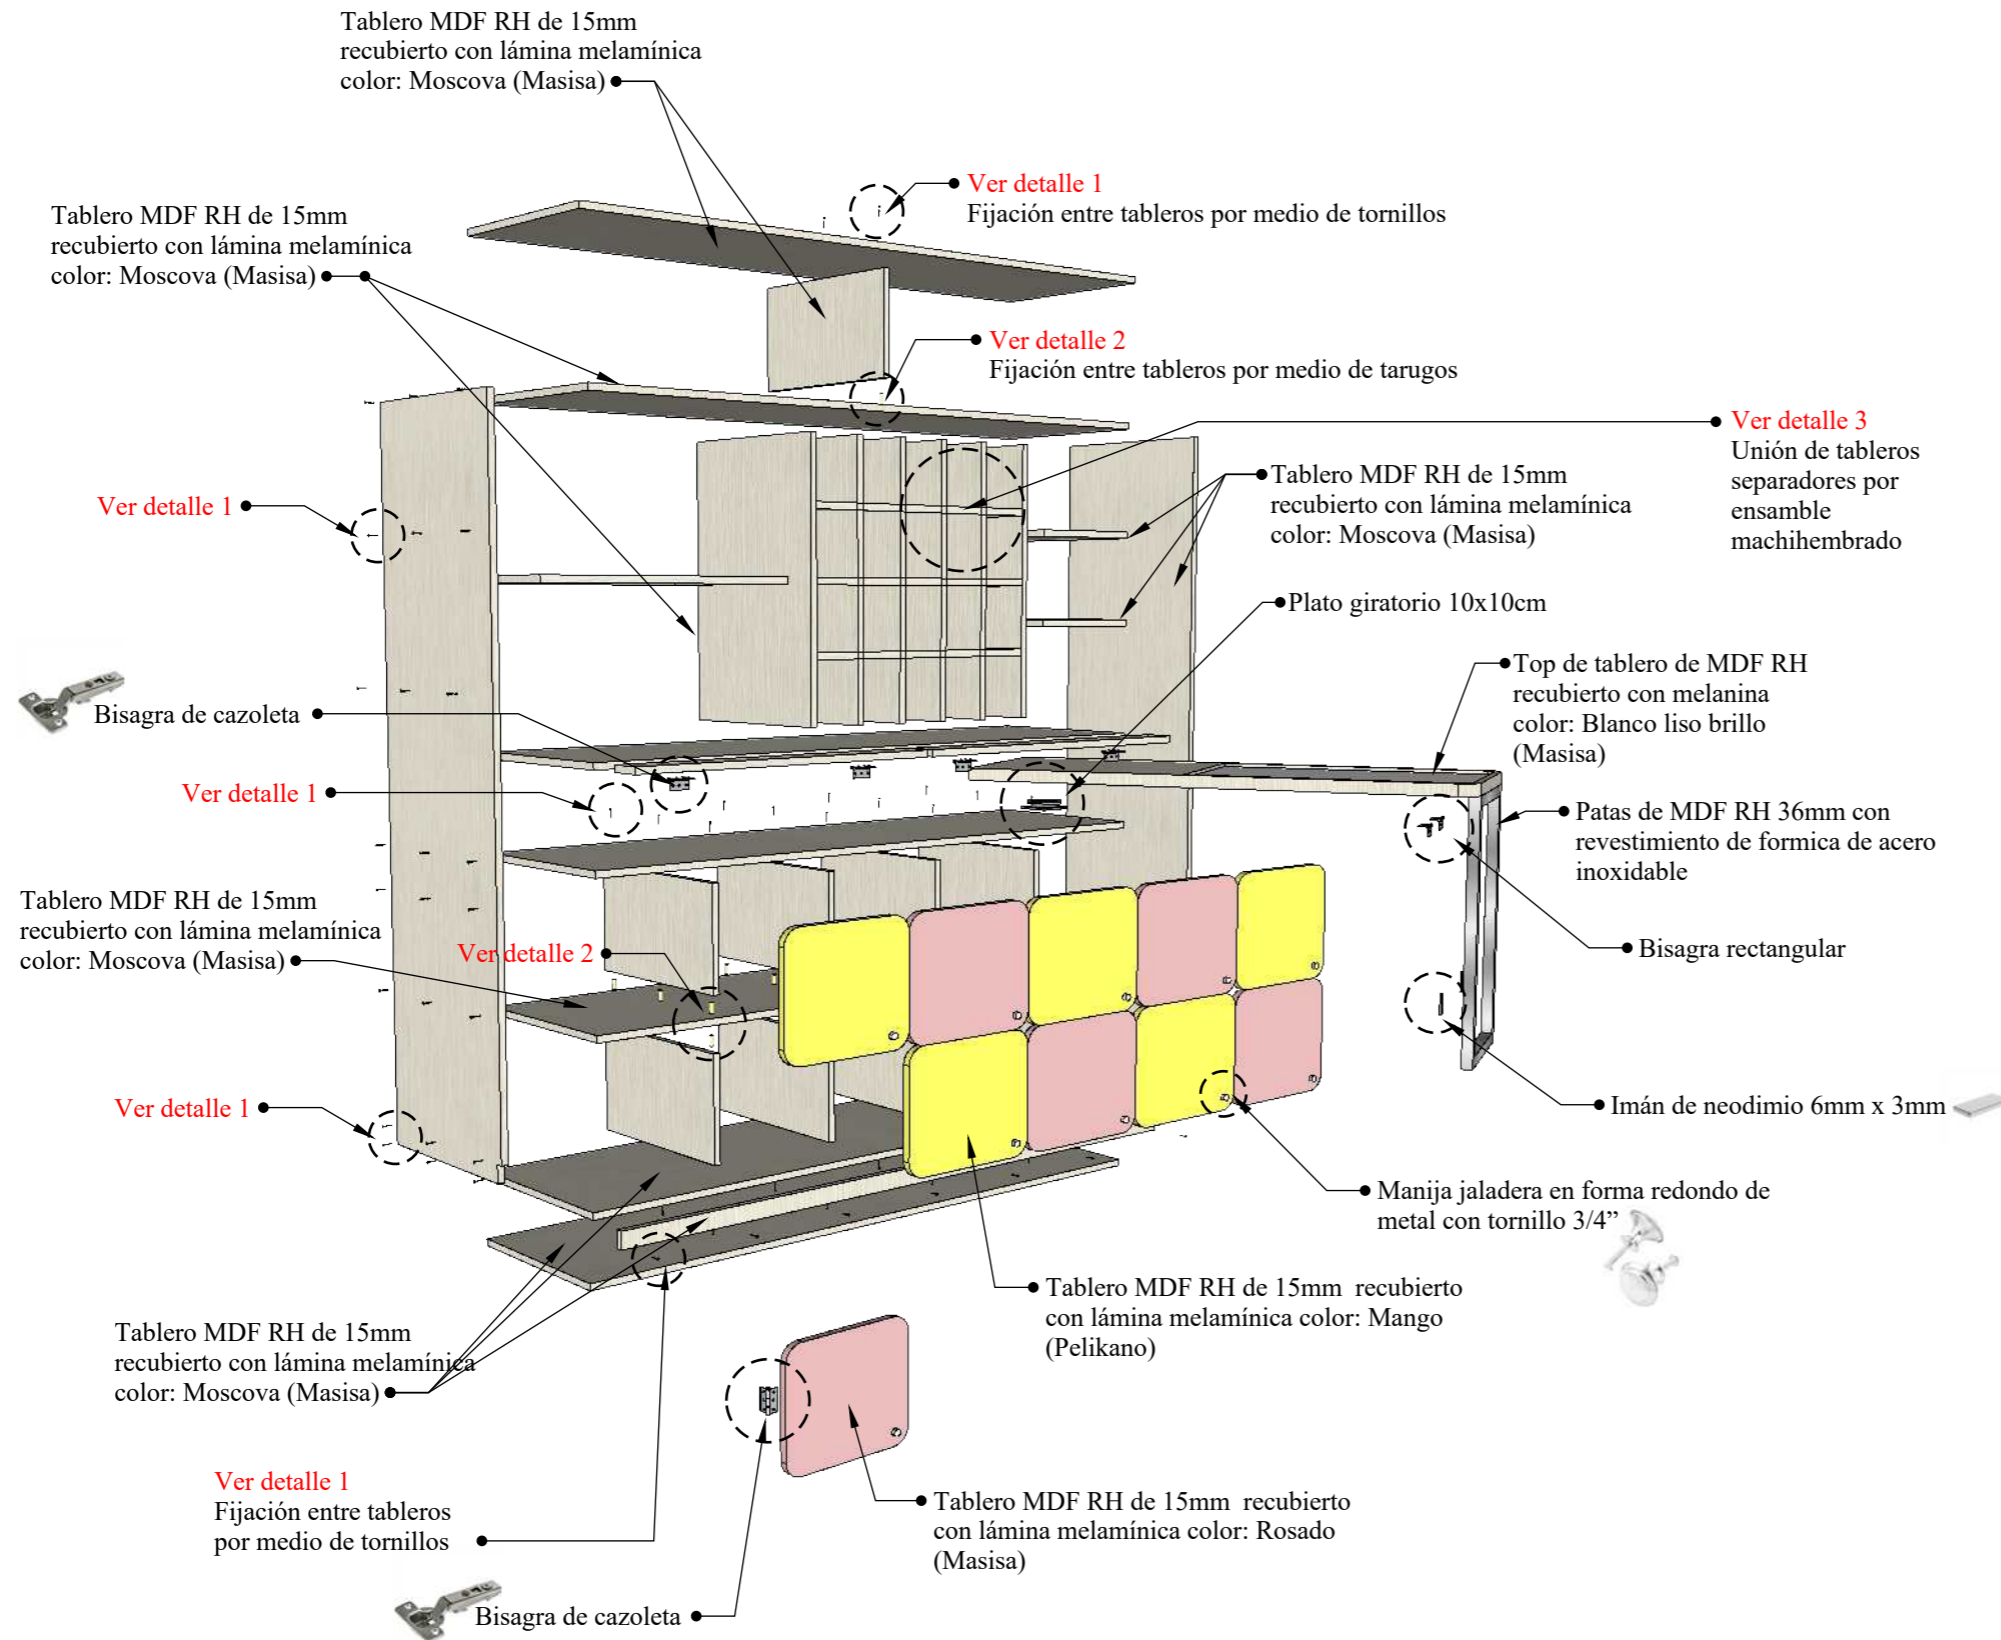 Tablero MDF RH de 15mm
recubierto con lámina melamínica
color: Moscova (Masisa)
Ver detalle 1
Fijación entre tableros por medio de tornillos
Tablero MDF RH de 15mm
recubierto con lámina melamínica
color: Moscova (Masisa)
Ver detalle 2
Fijación entre tableros por medio de tarugos
Ver detalle 3
Unión de tableros
separadores por
ensamble
machihembrado
Tablero MDF RH de 15mm
recubierto con lámina melamínica
color: Moscova (Masisa)
Ver detalle 1
Plato giratorio 10x10cm
Top de tablero de MDF RH
recubierto con melanina
color: Blanco liso brillo
(Masisa)
Bisagra de cazoleta
Ver detalle 1
Patas de MDF RH 36mm con
revestimiento de formica de acero
inoxidable
Tablero MDF RH de 15mm
recubierto con lámina melamínica
color: Moscova (Masisa)
Ver detalle 2
Bisagra rectangular
Ver detalle 1
Imán de neodimio 6mm x 3mm
Manija jaladera en forma redondo de
metal con tornillo 3/4”
Tablero MDF RH de 15mm recubierto
con lámina melamínica color: Mango
(Pelikano)
Tablero MDF RH de 15mm
recubierto con lámina melamínica
color: Moscova (Masisa)
Ver detalle 1
Fijación entre tableros
por medio de tornillos
Tablero MDF RH de 15mm recubierto
con lámina melamínica color: Rosado
(Masisa)
Bisagra de cazoleta